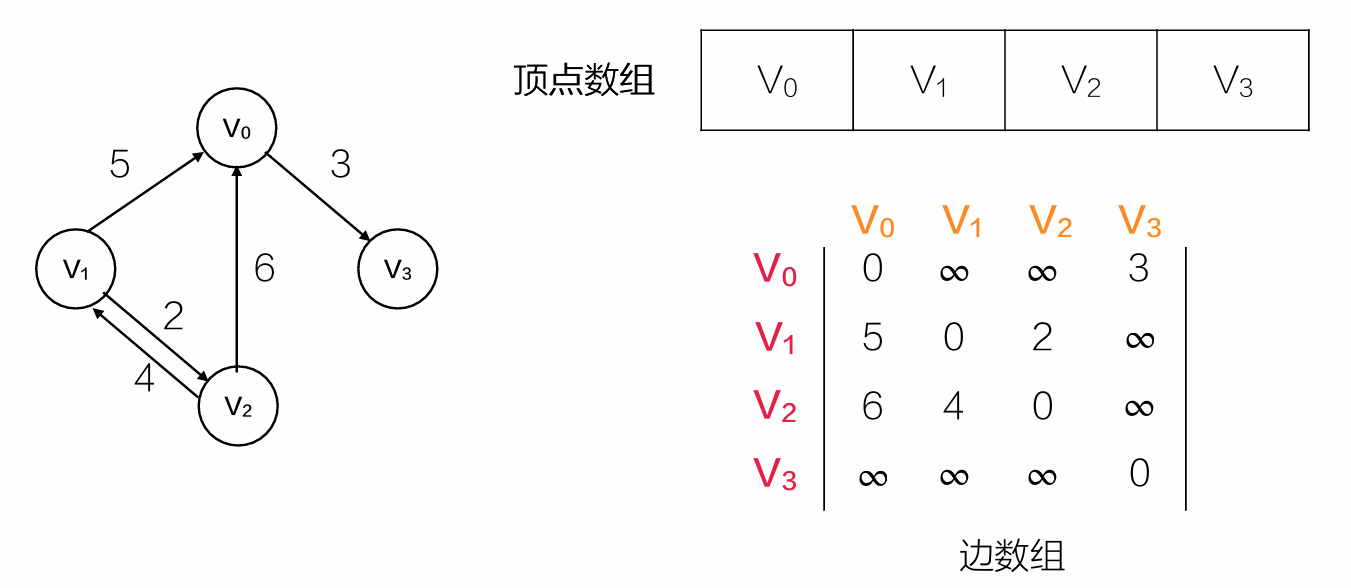 顶点数组
V₀ V₁ V₂ V₃
V₀
5
3
V₁
6
V₃
2
4
V₂
V₀ V₁ V₂ V₃
V₀ 0 ∞ ∞ 3
V₁ 5 0 2 ∞
V₂ 6 4 0 ∞
V₃ ∞ ∞ ∞ 0
边数组